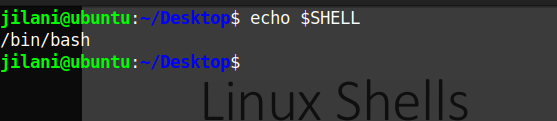 jilani@ubuntu:~/Desktop$ echo $SHELL
/bin/bash
jilani@ubuntu:~/Desktop$
Linux Shells